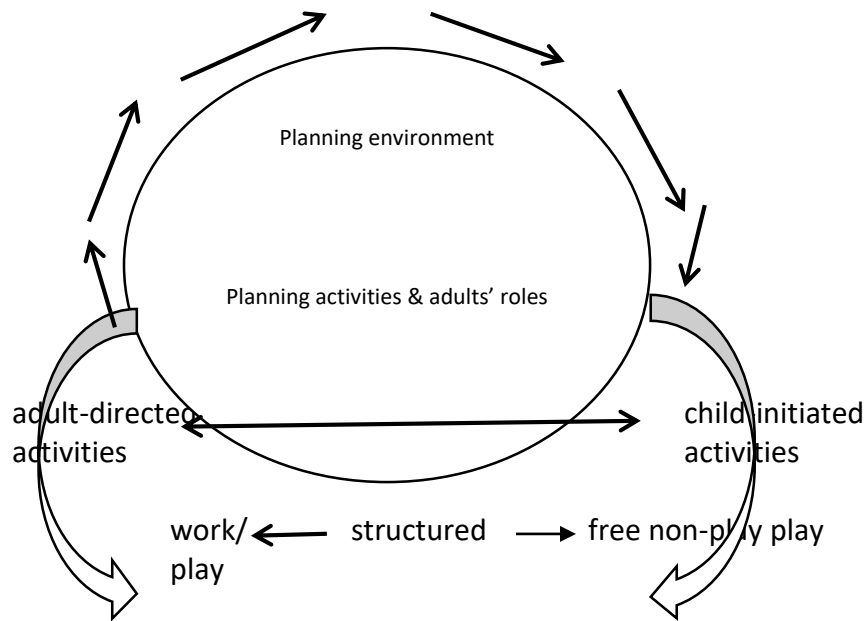 Planning environment
Planning activities & adults’ roles
adult-directed
activities
child-initiated
activities
work/ structured free non-play play
play